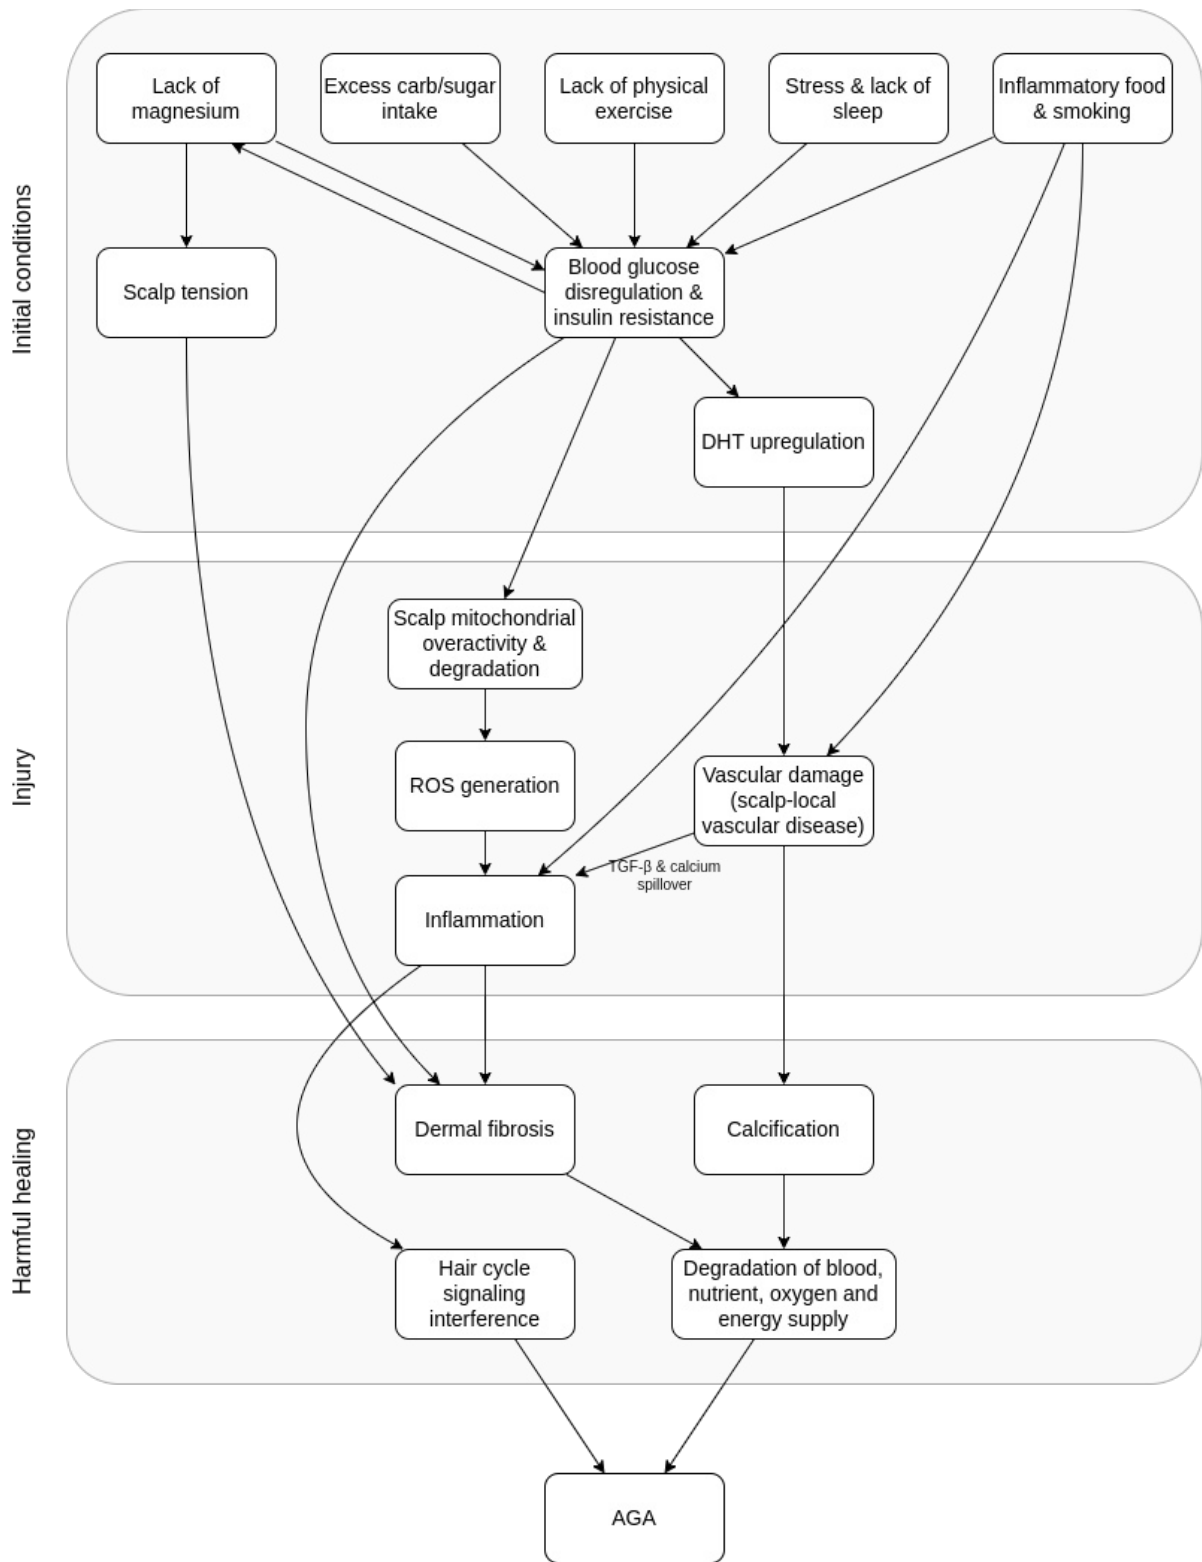 Initial conditions
Lack of
magnesium
Excess carb/sugar
intake
Lack of physical
exercise
Stress & lack of
sleep
Inflammatory food
& smoking
Scalp tension
Blood glucose
disregulation &
insulin resistance
DHT upregulation
Injury
Scalp mitochondrial
overactivity &
degradation
ROS generation
Vascular damage
(scalp-local
vascular disease)
TGF-β & calcium
spillover
Inflammation
Harmful healing
Dermal fibrosis
Calcification
Hair cycle
signaling
interference
Degradation of blood,
nutrient, oxygen and
energy supply
AGA